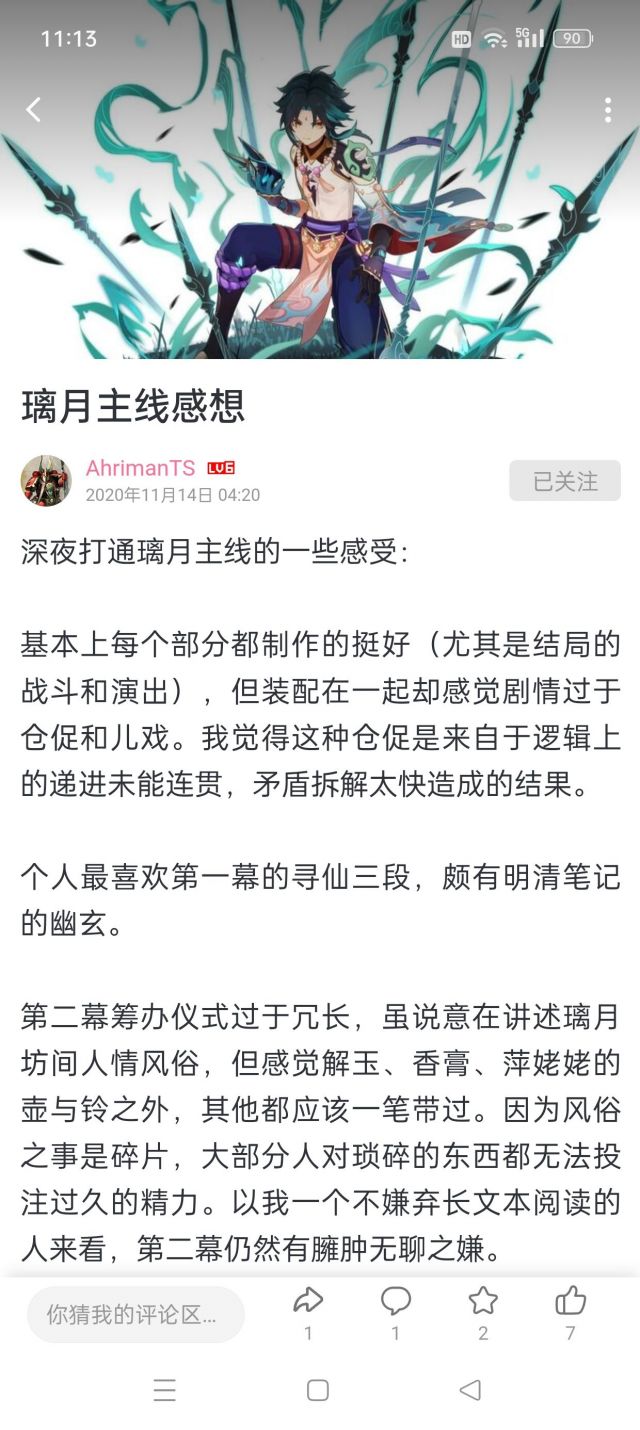 11:13
HD 5G 90
璃月主线感想
AhrimanTS LV6
2020年11月14日 04:20
已关注
深夜打通璃月主线的一些感受：
基本上每个部分都制作的挺好（尤其是结局的
战斗和演出），但装配在一起却感觉剧情过于
仓促和儿戏。我觉得这种仓促是来自于逻辑上
的递进未能连贯，矛盾拆解太快造成的结果。
个人最喜欢第一幕的寻仙三段，颇有明清笔记
的幽玄。
第二幕筹办仪式过于冗长，虽说意在讲述璃月
坊间人情风俗，但感觉解玉、香膏、萍姥姥的
壶与铃之外，其他都应该一笔带过。因为风俗
之事是碎片，大部分人对琐碎的东西都无法投
注过久的精力。以我一个不嫌弃长文本阅读的
人来看，第二幕仍然有臃肿无聊之嫌。
你猜我的评论区...
1 1 2 7